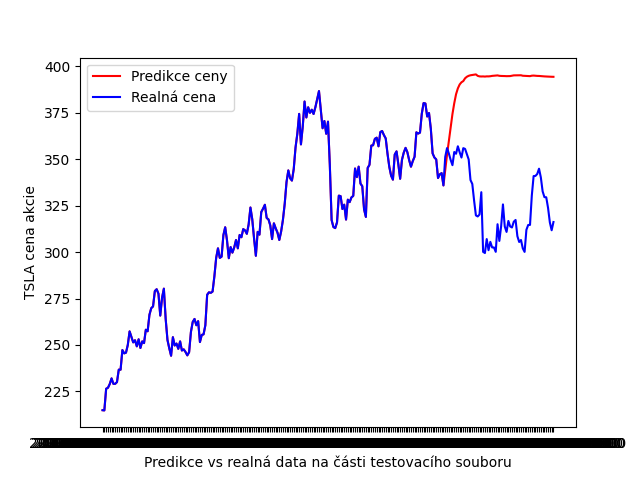 400
375
350
325
300
275
250
225
TSLA cena akcie
Predikce ceny
Realná cena
Predikce vs realná data na části testovacího souboru